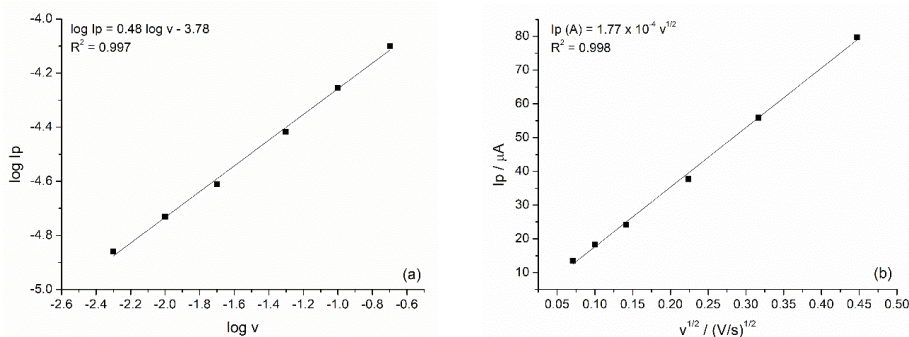 log Ip = 0.48 log v - 3.78
R² = 0.997
-4.0
-4.2
-4.4
-4.6
-4.8
-5.0
log Ip
-2.6 -2.4 -2.2 -2.0 -1.8 -1.6 -1.4 -1.2 -1.0 -0.8 -0.6
log v
(a)
Ip (A) = 1.77 x 10⁻⁴ v^1/2
R² = 0.998
80
70
60
50
40
30
20
10
Ip / µA
0.05 0.10 0.15 0.20 0.25 0.30 0.35 0.40 0.45 0.50
v^1/2 / (V/s)^1/2
(b)